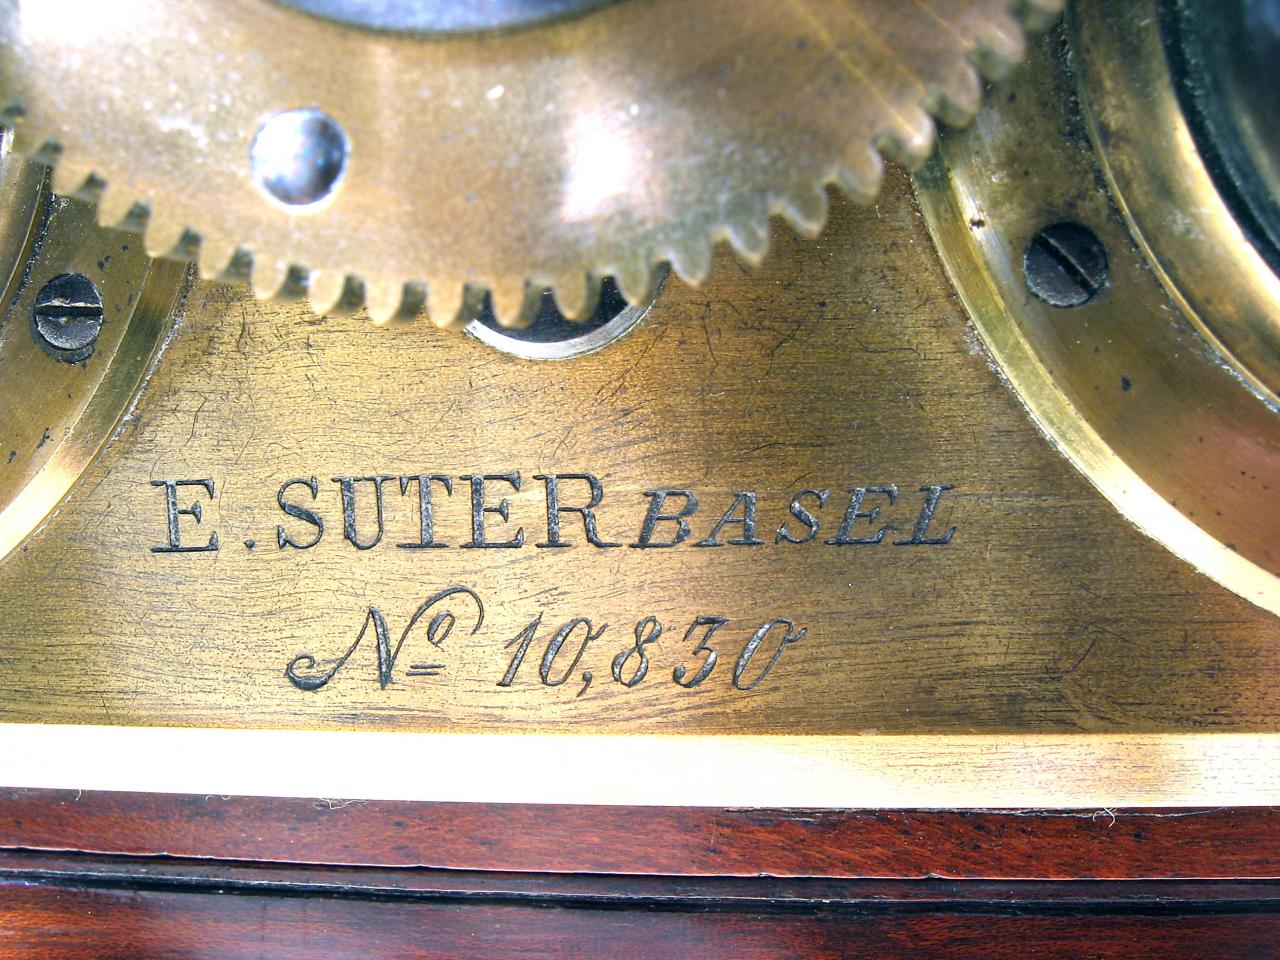 E. SUTER BASEL
No 10,830